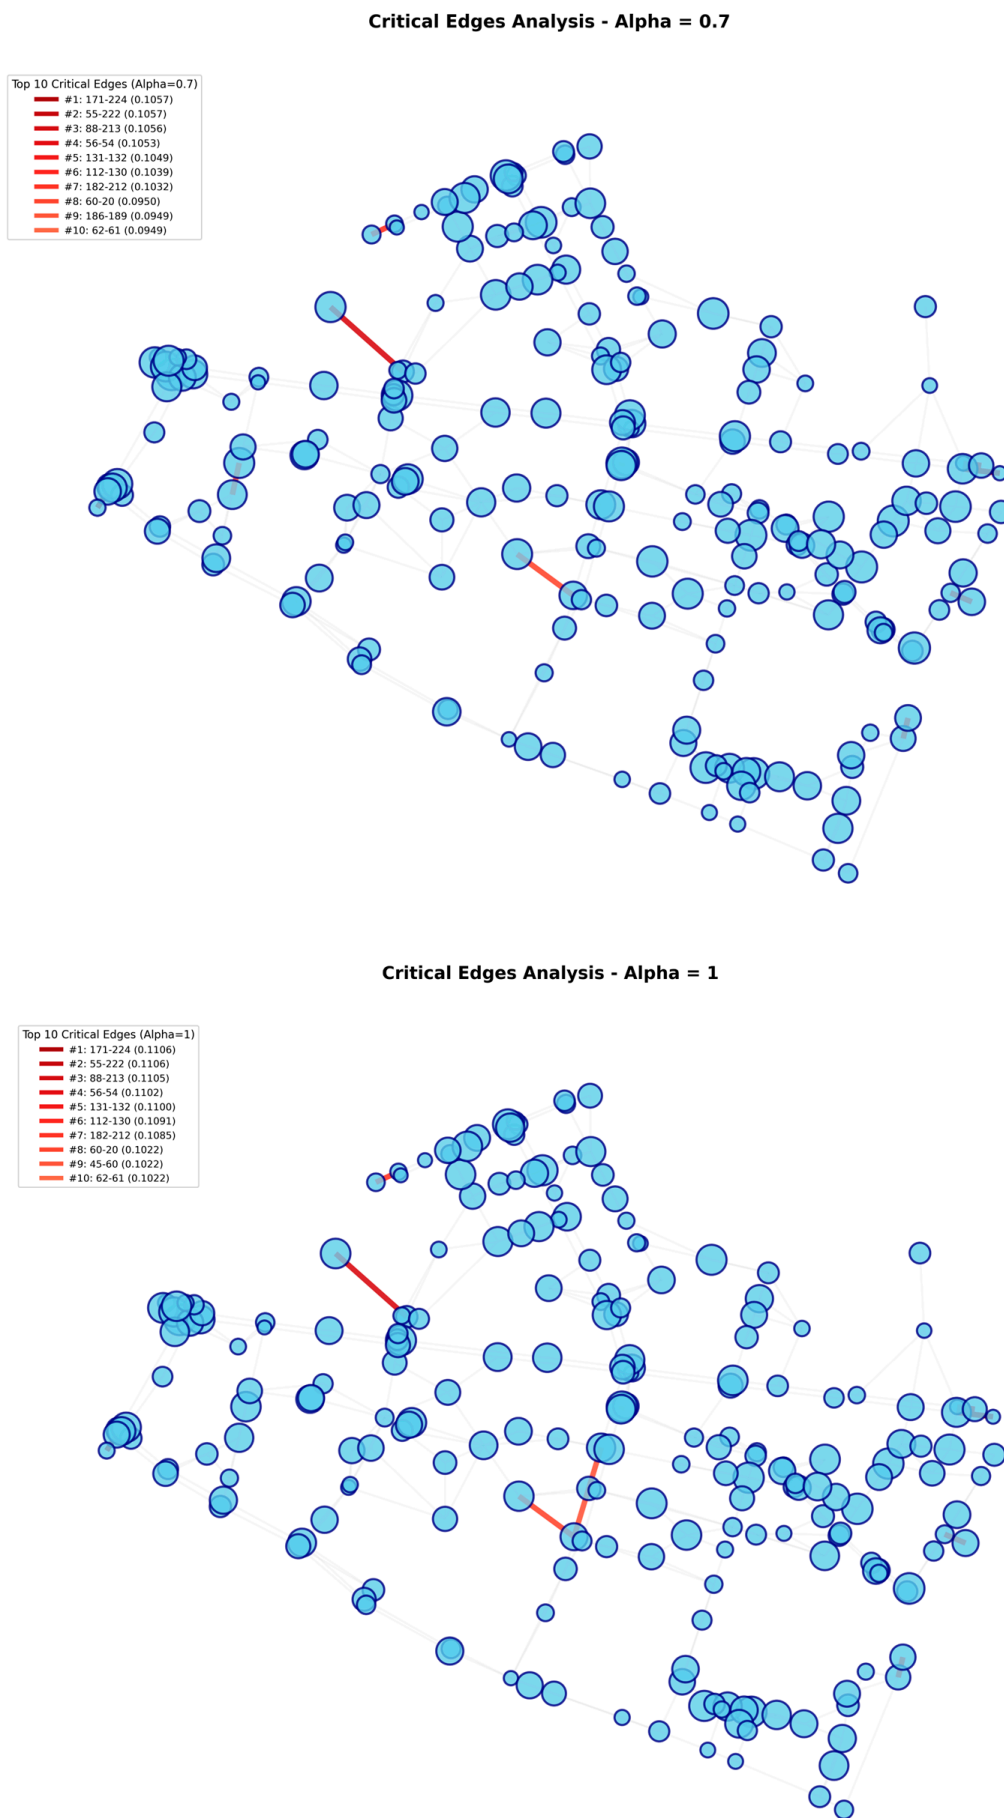 Critical Edges Analysis - Alpha = 0.7
Top 10 Critical Edges (Alpha=0.7)
#1: 171-224 (0.1057)
#2: 55-222 (0.1057)
#3: 88-213 (0.1056)
#4: 56-54 (0.1053)
#5: 131-132 (0.1049)
#6: 112-130 (0.1039)
#7: 182-212 (0.1032)
#8: 60-20 (0.0950)
#9: 186-189 (0.0949)
#10: 62-61 (0.0949)
Critical Edges Analysis - Alpha = 1
Top 10 Critical Edges (Alpha=1)
#1: 171-224 (0.1106)
#2: 55-222 (0.1106)
#3: 88-213 (0.1105)
#4: 56-54 (0.1102)
#5: 131-132 (0.1100)
#6: 112-130 (0.1091)
#7: 182-212 (0.1085)
#8: 60-20 (0.1022)
#9: 45-60 (0.1022)
#10: 62-61 (0.1022)